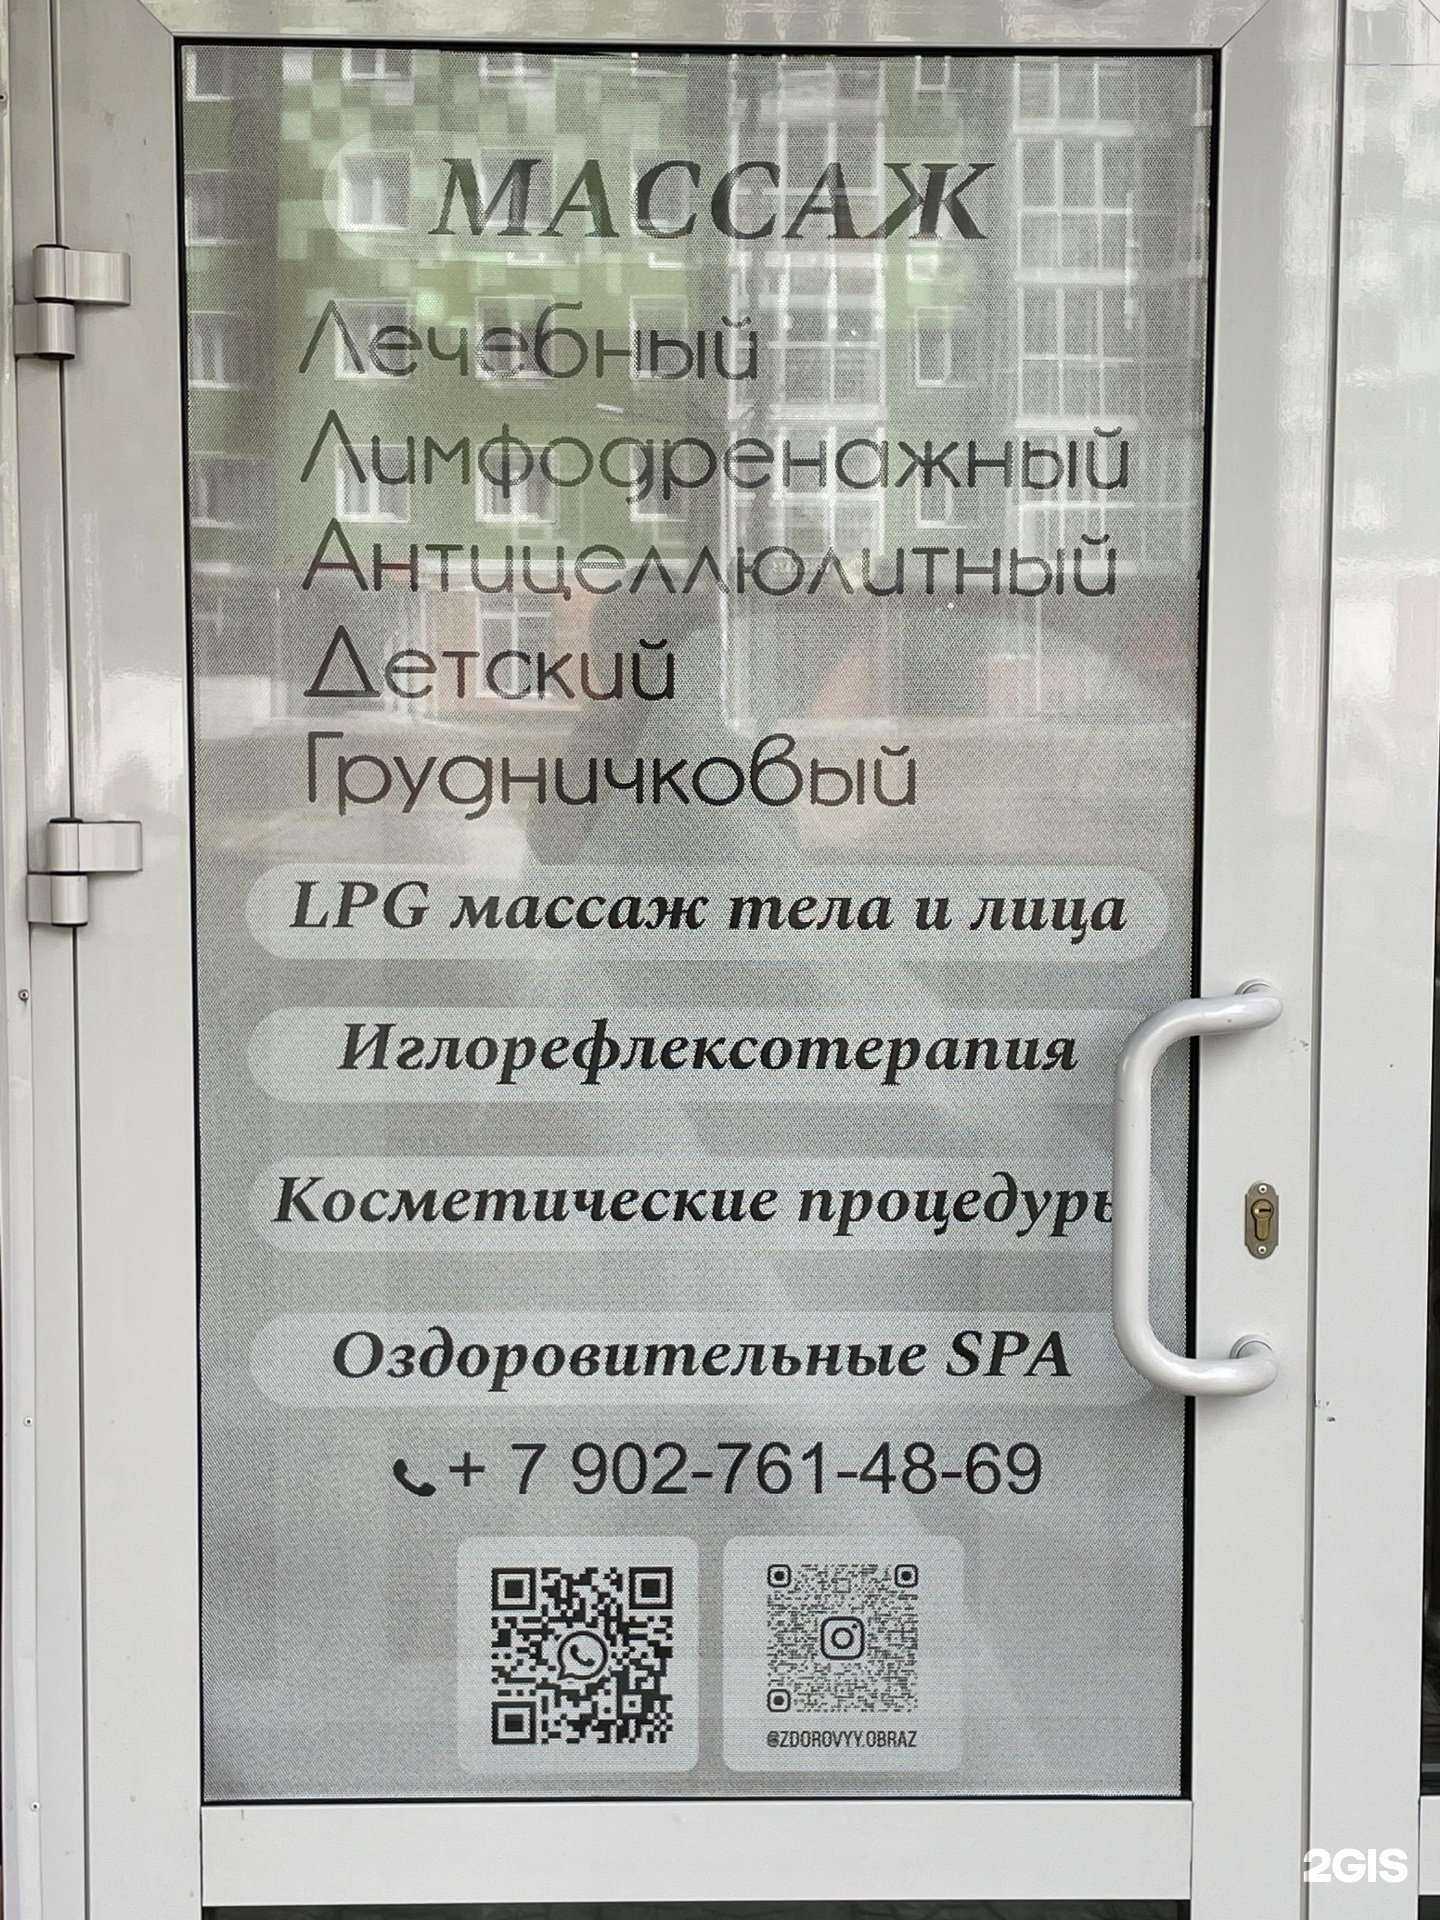 МАССАЖ
Лечебный
Лимфодренажный
Антицеллюлитный
Детский
Грудничковый
LPG массаж тела и лица
Иглорефлексотерапия
Косметические процедуры
Оздоровительные SPA
+ 7 902-761-48-69
@ZDOROVYY.OBRAZ
2GIS